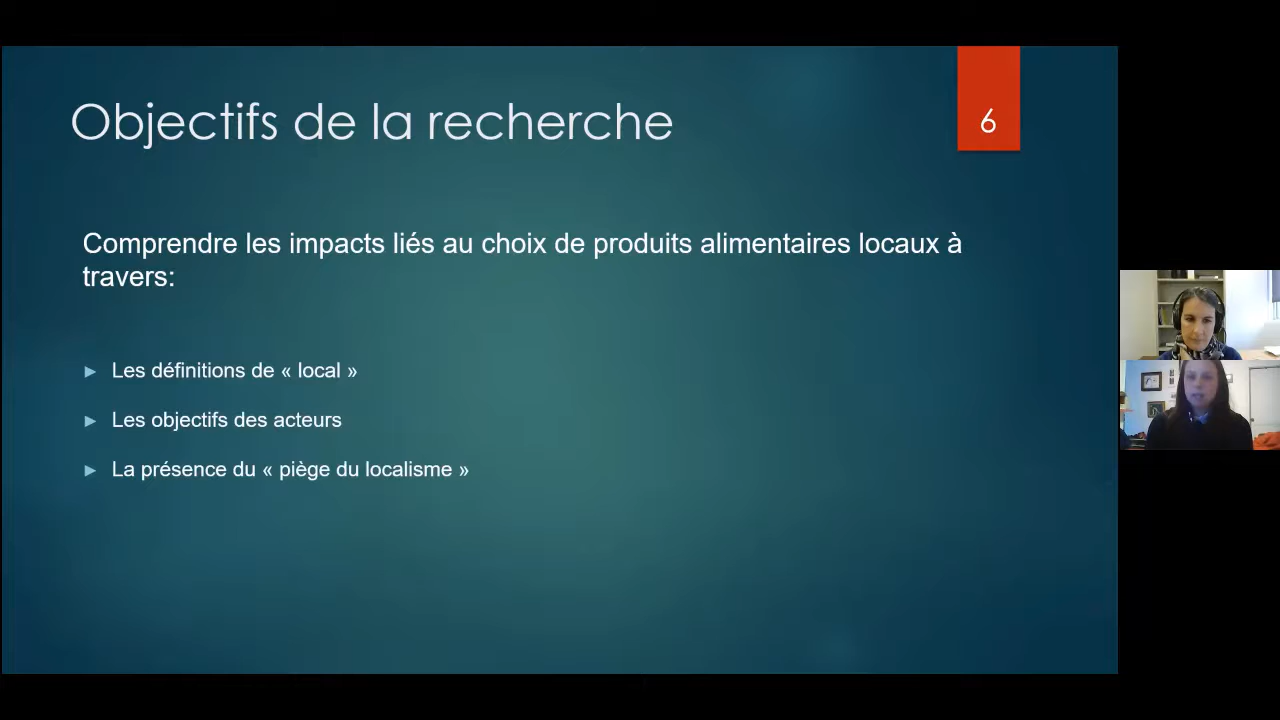 Objectifs de la recherche
6
Comprendre les impacts liés au choix de produits alimentaires locaux à
travers:
► Les définitions de « local »
► Les objectifs des acteurs
► La présence du « piège du localisme »